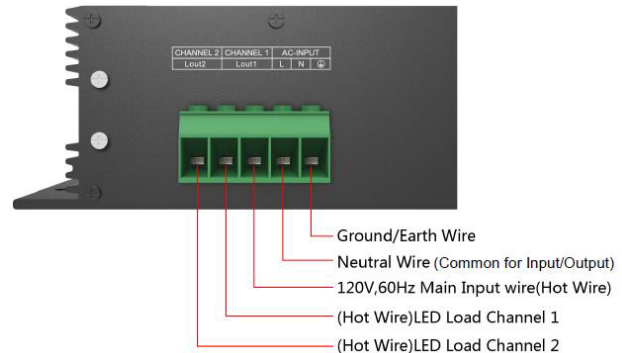 CHANNEL 2 CHANNEL 1 AC-INPUT
Lout2 Lout1 L N ⏚
Ground/Earth Wire
Neutral Wire (Common for Input/Output)
120V,60Hz Main Input wire(Hot Wire)
(Hot Wire)LED Load Channel 1
(Hot Wire)LED Load Channel 2